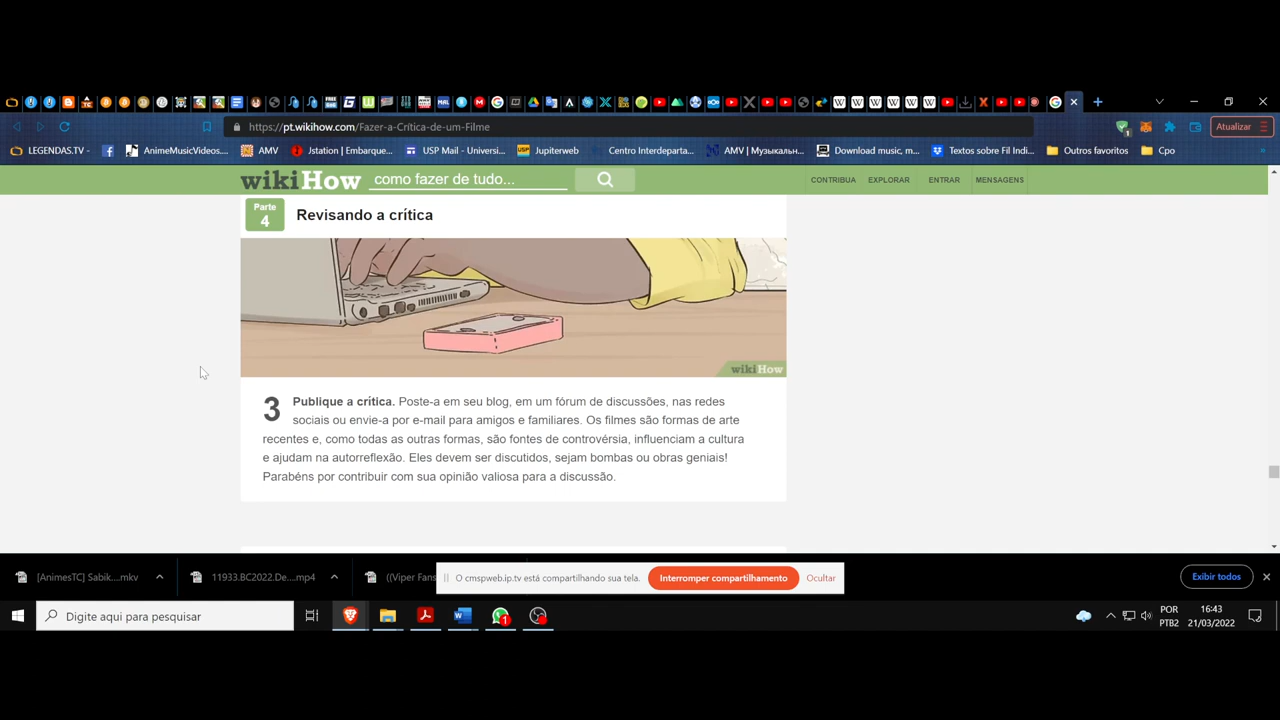 https://pt.wikihow.com/Fazer-a-Crítica-de-um-Filme
Atualizar
LEGENDAS.TV -
AnimeMusicVideos...
AMV
Jstation | Embarque...
USP Mail - Universi...
Jupiterweb
Centro Interdeparta...
AMV | Музыкальн...
Download music, m...
Textos sobre Fil Indi...
Outros favoritos
Cpo
wikiHow como fazer de tudo...
CONTRIBUA EXPLORAR ENTRAR MENSAGENS
Parte
4
Revisando a crítica
wikiHow
3 Publique a crítica. Poste-a em seu blog, em um fórum de discussões, nas redes
sociais ou envie-a por e-mail para amigos e familiares. Os filmes são formas de arte
recentes e, como todas as outras formas, são fontes de controvérsia, influenciam a cultura
e ajudam na autorreflexão. Eles devem ser discutidos, sejam bombas ou obras geniais!
Parabéns por contribuir com sua opinião valiosa para a discussão.
[AnimesTC] Sabik....mkv
11933.BC2022.De....mp4
((Viper Fans
O cmspweb.ip.tv está compartilhando sua tela.
Interromper compartilhamento
Ocultar
Exibir todos
Digite aqui para pesquisar
1
POR
PTB2
16:43
21/03/2022